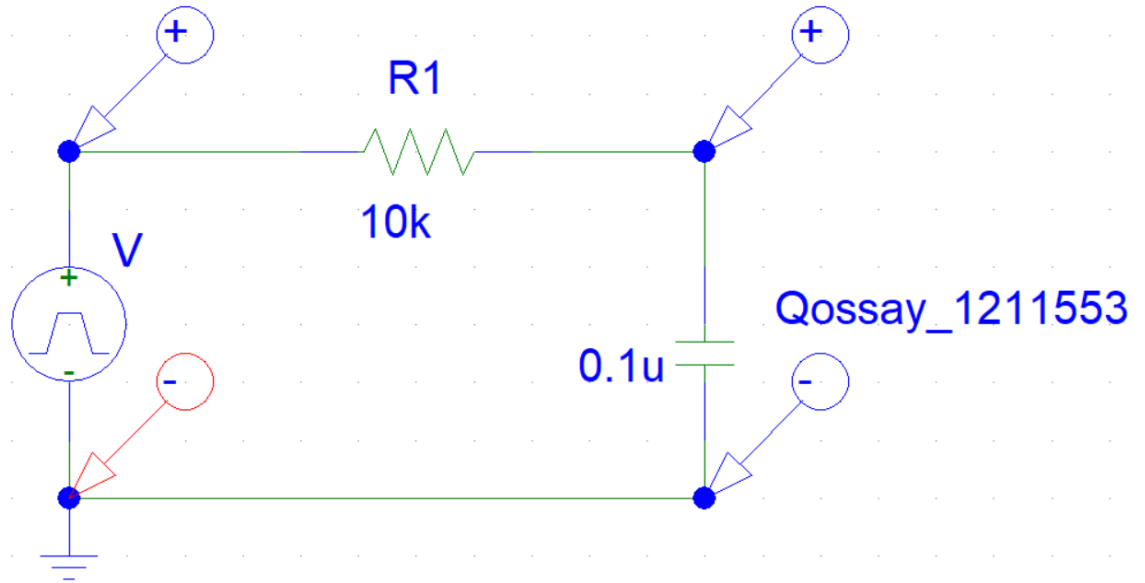 +
+
R1
10k
V
+
Qossay_1211553
0.1u
-
-
-